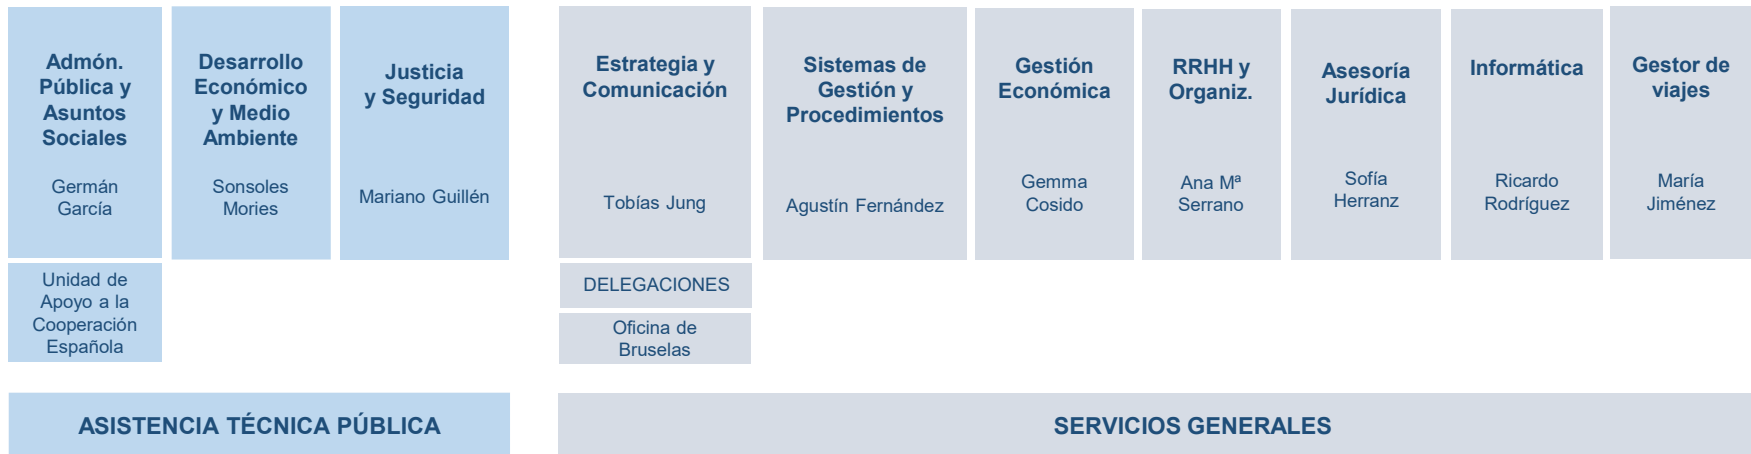 Admón.
Pública y
Asuntos
Sociales
Germán
García
Unidad de
Apoyo a la
Cooperación
Española
Desarrollo
Económico
y Medio
Ambiente
Sonsoles
Mories
Justicia
y Seguridad
Mariano Guillén
ASISTENCIA TÉCNICA PÚBLICA
Estrategia y
Comunicación
Tobías Jung
DELEGACIONES
Oficina de
Bruselas
Sistemas de
Gestión y
Procedimientos
Agustín Fernández
Gestión
Económica
Gemma
Cosido
RRHH y
Organiz.
Ana Mª
Serrano
Asesoría
Jurídica
Sofía
Herranz
Informática
Ricardo
Rodríguez
Gestor de
viajes
María
Jiménez
SERVICIOS GENERALES